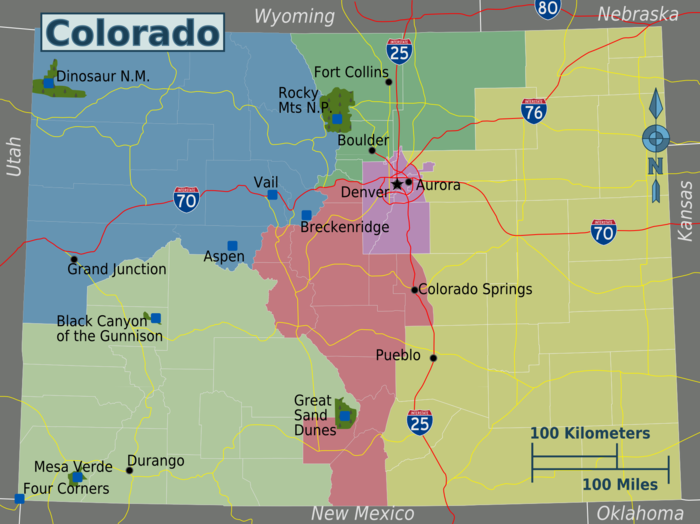 Wyoming
80
Nebraska
Colorado
25
Dinosaur N.M.
Fort Collins
Rocky
Mts N.P.
76
Boulder
Utah
N
Vail
Denver
Aurora
70
Kansas
Breckenridge
70
Aspen
Grand Junction
Colorado Springs
Black Canyon
of the Gunnison
Pueblo
Great
Sand
Dunes
25
100 Kilometers
Mesa Verde
Durango
100 Miles
Four Corners
New Mexico
Oklahoma